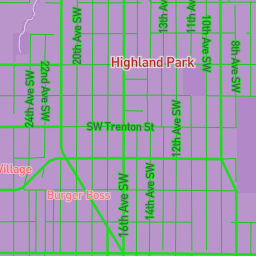 20th Ave SW
13th Ave
11th Ave
10th Ave SW
8th Ave SW
Highland Park
24th Ave SW
22nd Ave SW
SW Trenton St
12th Ave SW
Village
Burger Boss
16th Ave SW
14th Ave SW